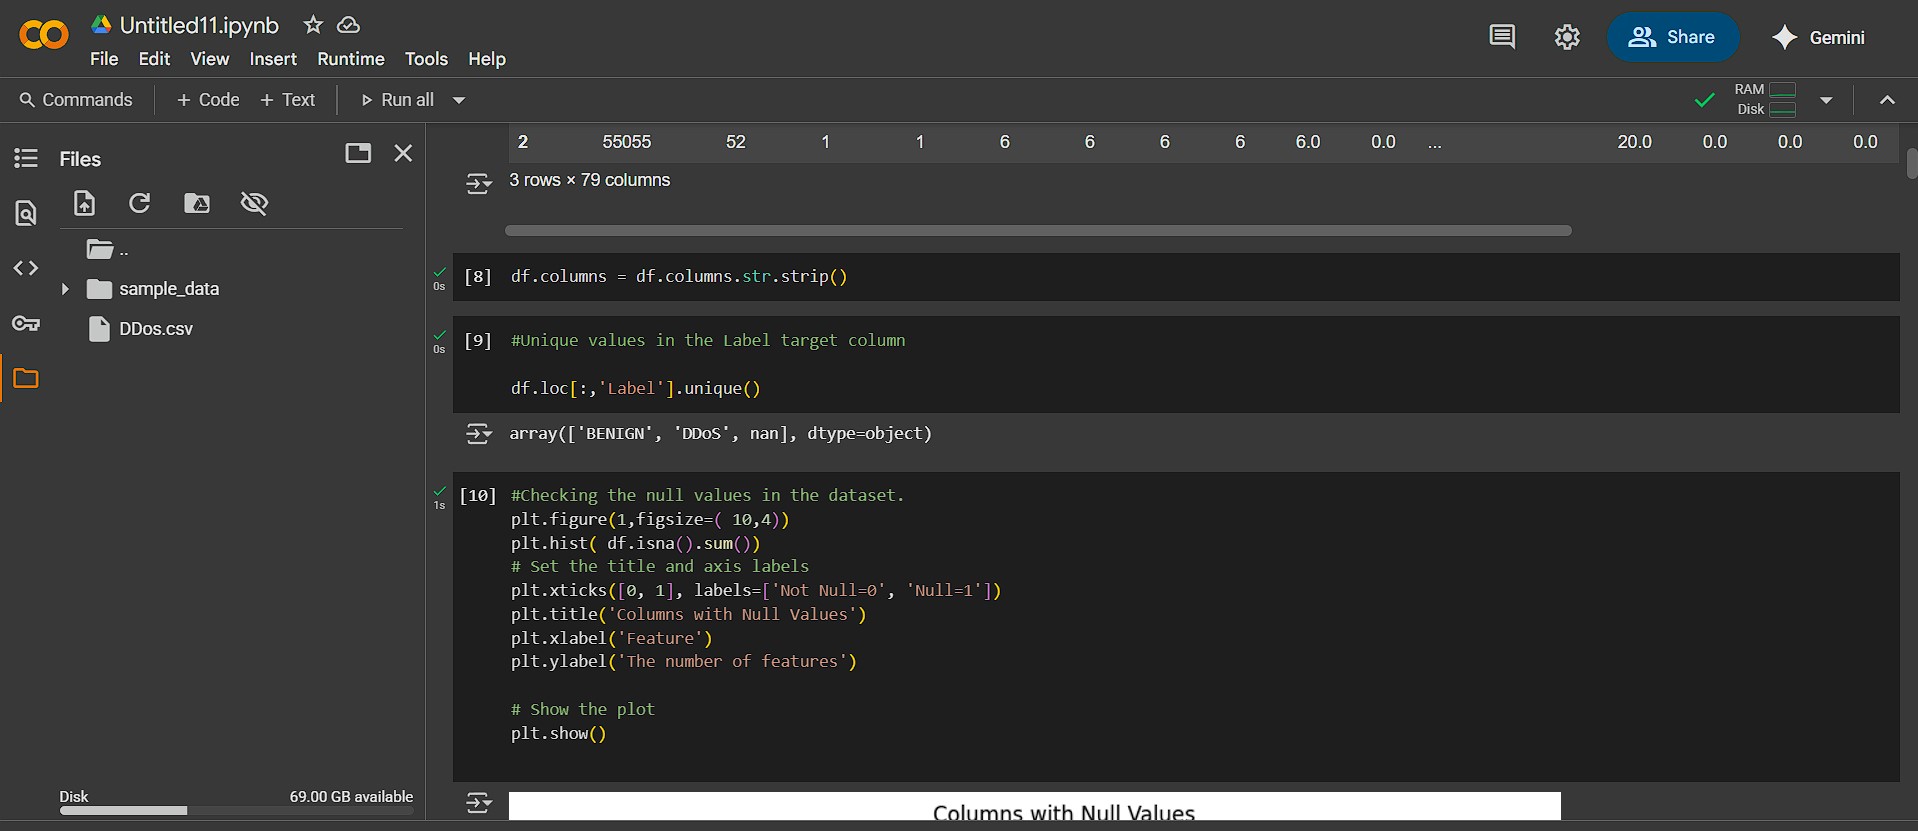 Untitled11.ipynb
File Edit View Insert Runtime Tools Help
Share
Gemini
Commands + Code + Text Run all
RAM
Disk
Files
..
sample_data
DDos.csv
Disk 69.00 GB available
2 55055 52 1 1 6 6 6 6 6.0 0.0 ... 20.0 0.0 0.0 0.0
3 rows × 79 columns
0s [8] df.columns = df.columns.str.strip()
0s [9] #Unique values in the Label target column
df.loc[:,'Label'].unique()
array(['BENIGN', 'DDoS', nan], dtype=object)
1s [10] #Checking the null values in the dataset.
plt.figure(1,figsize=( 10,4))
plt.hist( df.isna().sum())
# Set the title and axis labels
plt.xticks([0, 1], labels=['Not Null=0', 'Null=1'])
plt.title('Columns with Null Values')
plt.xlabel('Feature')
plt.ylabel('The number of features')
# Show the plot
plt.show()
Columns with Null Values